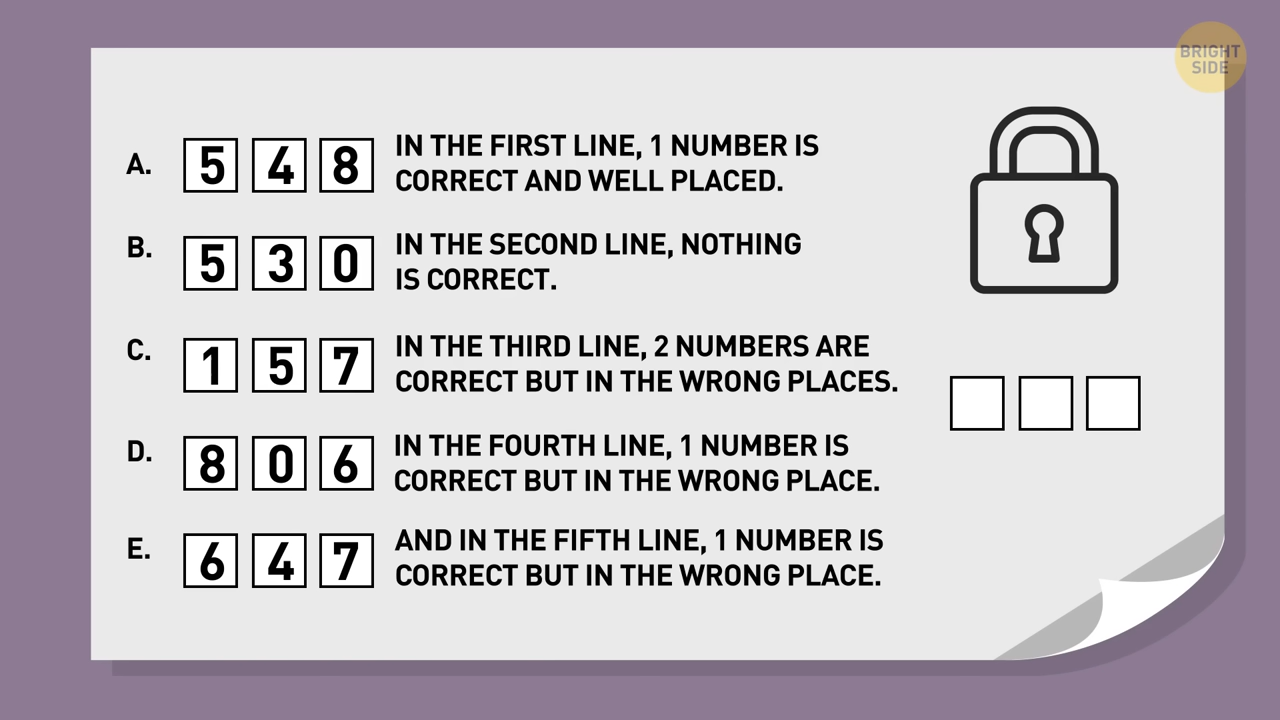 BRIGHT
SIDE
A. 5 4 8 IN THE FIRST LINE, 1 NUMBER IS
CORRECT AND WELL PLACED.
B. 5 3 0 IN THE SECOND LINE, NOTHING
IS CORRECT.
C. 1 5 7 IN THE THIRD LINE, 2 NUMBERS ARE
CORRECT BUT IN THE WRONG PLACES.
D. 8 0 6 IN THE FOURTH LINE, 1 NUMBER IS
CORRECT BUT IN THE WRONG PLACE.
E. 6 4 7 AND IN THE FIFTH LINE, 1 NUMBER IS
CORRECT BUT IN THE WRONG PLACE.